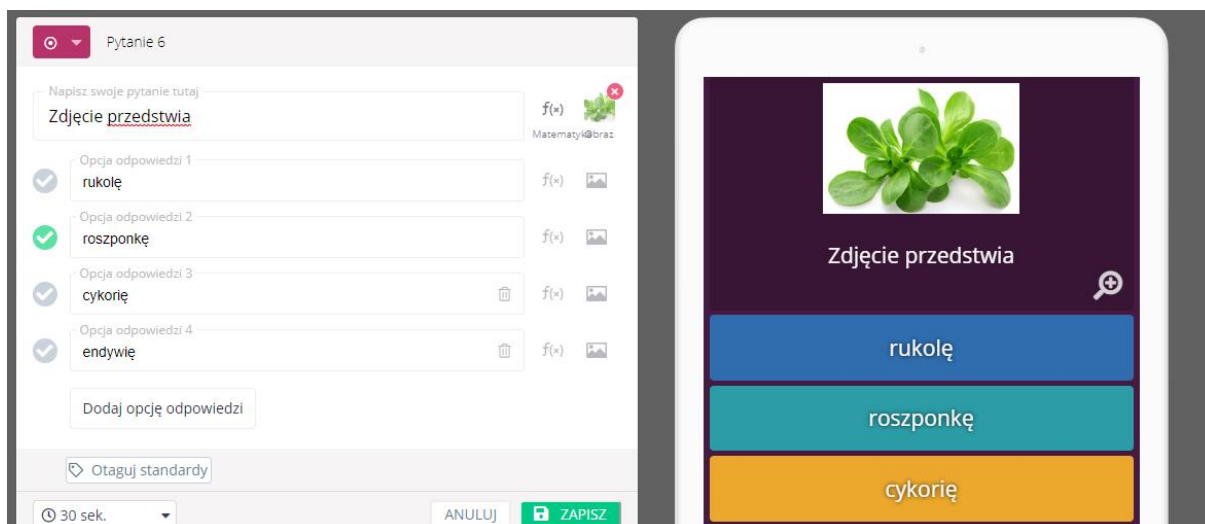 Pytanie 6
Napisz swoje pytanie tutaj
Zdjęcie przedstwia
f(x)
Matematyka
Obraz
Opcja odpowiedzi 1
rukolę
f(x)
Opcja odpowiedzi 2
roszponkę
f(x)
Opcja odpowiedzi 3
cykorię
f(x)
Opcja odpowiedzi 4
endywię
f(x)
Dodaj opcję odpowiedzi
Otaguj standardy
30 sek.
ANULUJ
ZAPISZ
Zdjęcie przedstwia
rukolę
roszponkę
cykorię